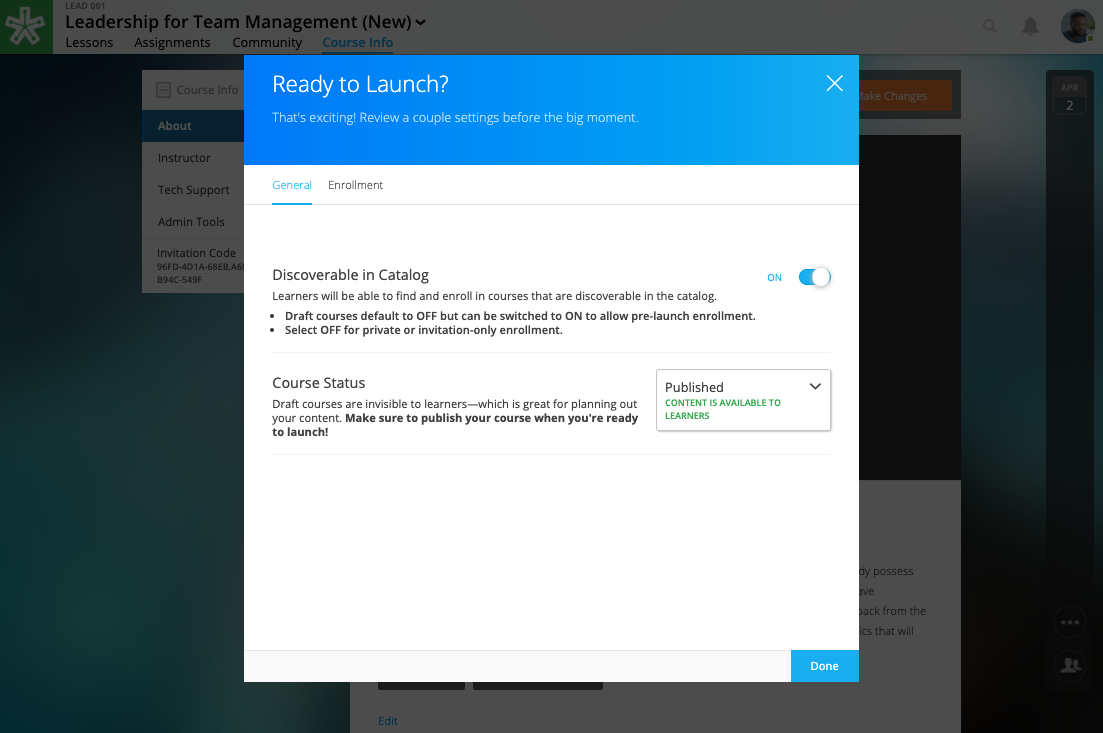 LEAD 001
Leadership for Team Management (New)
Lessons Assignments Community Course Info
Course Info
About
Instructor
Tech Support
Admin Tools
Invitation Code
96FD-4D1A-68EB,
B94C-549F
Make Changes
APR
2
Ready to Launch?
That's exciting! Review a couple settings before the big moment.
General Enrollment
Discoverable in Catalog
ON
Learners will be able to find and enroll in courses that are discoverable in the catalog.
• Draft courses default to OFF but can be switched to ON to allow pre-launch enrollment.
• Select OFF for private or invitation-only enrollment.
Course Status
Draft courses are invisible to learners—which is great for planning out
your content. Make sure to publish your course when you're ready
to launch!
Published
CONTENT IS AVAILABLE TO
LEARNERS
Done
possess
back from the
that will
Edit